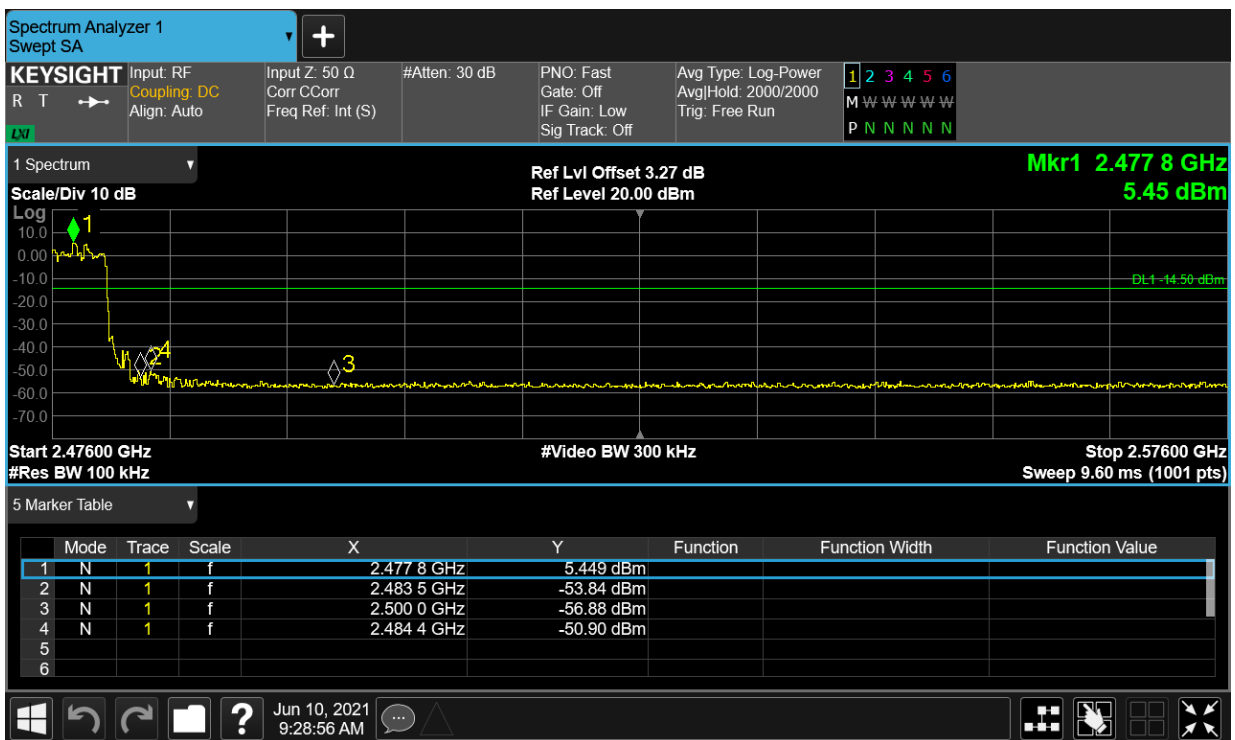 Spectrum Analyzer 1
Swept SA
+
KEYSIGHT Input: RF Input Z: 50 Ω #Atten: 30 dB PNO: Fast Avg Type: Log-Power 1 2 3 4 5 6
R T Coupling: DC Corr CCorr Gate: Off Avg|Hold: 2000/2000 M W W W W W
Align: Auto Freq Ref: Int (S) IF Gain: Low Trig: Free Run
LXI Sig Track: Off P N N N N N
1 Spectrum Ref Lvl Offset 3.27 dB Mkr1 2.477 8 GHz
Scale/Div 10 dB Ref Level 20.00 dBm 5.45 dBm
Log
1
10.0
0.00
-10.0
DL1 -14.50 dBm
-20.0
-30.0
-40.0
2 4 3
-50.0
-60.0
-70.0
Start 2.47600 GHz #Video BW 300 kHz Stop 2.57600 GHz
#Res BW 100 kHz Sweep 9.60 ms (1001 pts)
5 Marker Table
Mode Trace Scale X Y Function Function Width Function Value
1 N 1 f 2.477 8 GHz 5.449 dBm
2 N 1 f 2.483 5 GHz -53.84 dBm
3 N 1 f 2.500 0 GHz -56.88 dBm
4 N 1 f 2.484 4 GHz -50.90 dBm
5
6
? Jun 10, 2021
9:28:56 AM